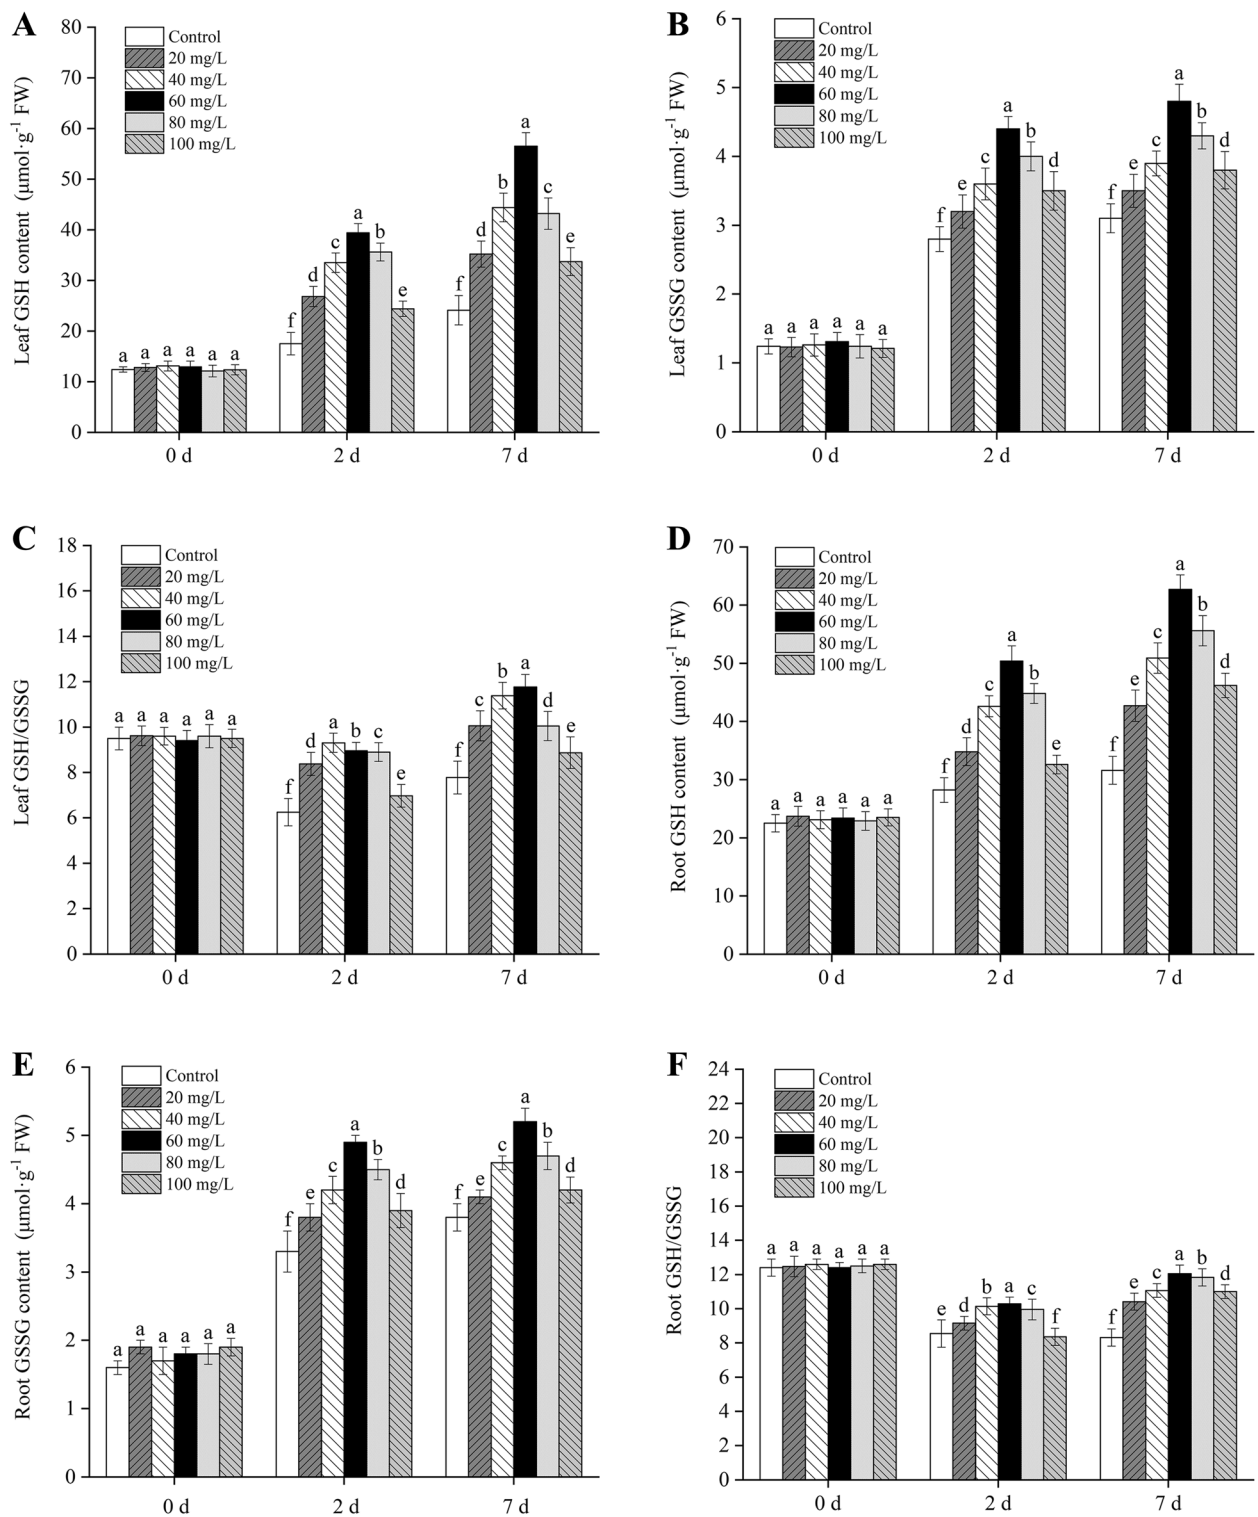 A
Leaf GSH content (μmol·g⁻¹ FW)
80
70
60
50
40
30
20
10
0
Control
20 mg/L
40 mg/L
60 mg/L
80 mg/L
100 mg/L
a a a a a a
f d c a b e
f d b a c e
0 d 2 d 7 d
B
Leaf GSSG content (μmol·g⁻¹ FW)
6
5
4
3
2
1
0
Control
20 mg/L
40 mg/L
60 mg/L
80 mg/L
100 mg/L
a a a a a a
f e c a b d
f e c a b d
0 d 2 d 7 d
C
Leaf GSH/GSSG
18
16
14
12
10
8
6
4
2
0
Control
20 mg/L
40 mg/L
60 mg/L
80 mg/L
100 mg/L
a a a a a a
f d a b c e
f c b a d e
0 d 2 d 7 d
D
Root GSH content (μmol·g⁻¹ FW)
70
60
50
40
30
20
10
0
Control
20 mg/L
40 mg/L
60 mg/L
80 mg/L
100 mg/L
a a a a a a
f d c a b e
f e c a b d
0 d 2 d 7 d
E
Root GSSG content (μmol·g⁻¹ FW)
6
5
4
3
2
1
0
Control
20 mg/L
40 mg/L
60 mg/L
80 mg/L
100 mg/L
a a a a a a
f e c a b d
f e c a b d
0 d 2 d 7 d
F
Root GSH/GSSG
24
22
20
18
16
14
12
10
8
6
4
2
0
Control
20 mg/L
40 mg/L
60 mg/L
80 mg/L
100 mg/L
a a a a a a
e d b a c f
f e c a b d
0 d 2 d 7 d